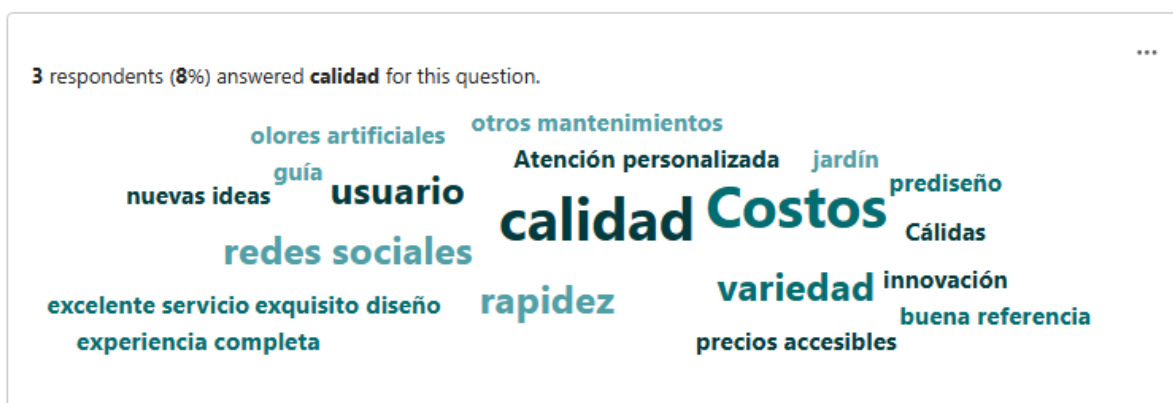 ...
3 respondents (8%) answered calidad for this question.
otros mantenimientos
olores artificiales
Atención personalizada
jardín
guía
prediseño
nuevas ideas
usuario
calidad
Costos
Cálidas
redes sociales
variedad
innovación
rapidez
excelente servicio exquisito diseño
buena referencia
experiencia completa
precios accesibles